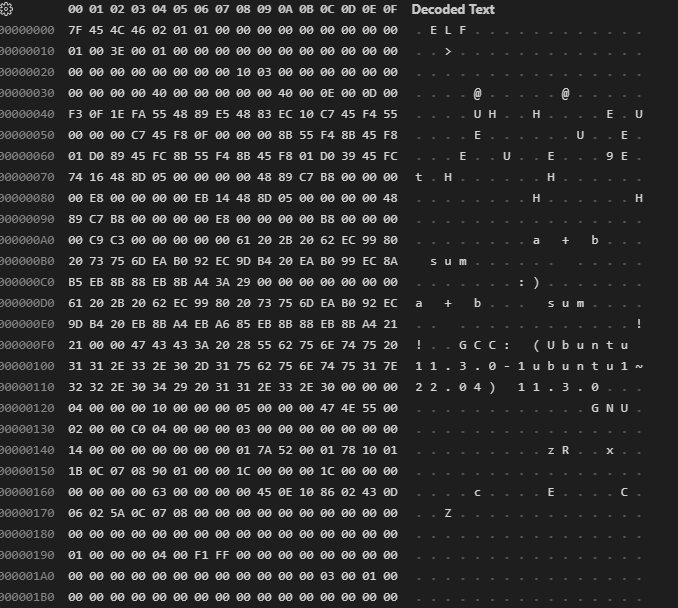 00 01 02 03 04 05 06 07 08 09 0A 0B 0C 0D 0E 0F Decoded Text
00000000 7F 45 4C 46 02 01 01 00 00 00 00 00 00 00 00 00 . E L F . . . . . . . . . . . .
00000010 01 00 3E 00 01 00 00 00 00 00 00 00 00 00 00 00 . . > . . . . . . . . . . . . .
00000020 00 00 00 00 00 00 00 00 10 03 00 00 00 00 00 00 . . . . . . . . . . . . . . . .
00000030 00 00 00 00 40 00 00 00 00 00 40 00 0E 00 0D 00 . . . . @ . . . . . @ . . . . .
00000040 F3 0F 1E FA 55 48 89 E5 48 83 EC 10 C7 45 F4 55 . . . . U H . . H . . . . E . U
00000050 00 00 00 C7 45 F8 0F 00 00 00 8B 55 F4 8B 45 F8 . . . . E . . . . . . U . . E .
00000060 01 D0 89 45 FC 8B 55 F4 8B 45 F8 01 D0 39 45 FC . . . E . . U . . E . . . 9 E .
00000070 74 16 48 8D 05 00 00 00 00 48 89 C7 B8 00 00 00 t . H . . . . . . H . . . . . .
00000080 00 E8 00 00 00 00 EB 14 48 8D 05 00 00 00 00 48 . . . . . . . . H . . . . . . H
00000090 89 C7 B8 00 00 00 00 E8 00 00 00 00 B8 00 00 00 . . . . . . . . . . . . . . . .
000000A0 00 C9 C3 00 00 00 00 00 61 20 2B 20 62 EC 99 80 . . . . . . . . a + b . . .
000000B0 20 73 75 6D EA B0 92 EC 9D B4 20 EA B0 99 EC 8A s u m . . . . . . . . . . .
000000C0 B5 EB 8B 88 EB 8B A4 3A 29 00 00 00 00 00 00 00 . . . . . . . : ) . . . . . . .
000000D0 61 20 2B 20 62 EC 99 80 20 73 75 6D EA B0 92 EC a + b . . . s u m . . . .
000000E0 9D B4 20 EB 8B A4 EB A6 85 EB 8B 88 EB 8B A4 21 . . . . . . . . . . . . . . !
000000F0 21 00 00 47 43 43 3A 20 28 55 62 75 6E 74 75 20 ! . . G C C : ( U b u n t u
00000100 31 31 2E 33 2E 30 2D 31 75 62 75 6E 74 75 31 7E 1 1 . 3 . 0 - 1 u b u n t u 1 ~
00000110 32 32 2E 30 34 29 20 31 31 2E 33 2E 30 00 00 00 2 2 . 0 4 ) 1 1 . 3 . 0 . . .
00000120 04 00 00 00 10 00 00 00 05 00 00 00 47 4E 55 00 . . . . . . . . . . . . G N U .
00000130 02 00 00 C0 04 00 00 00 03 00 00 00 00 00 00 00 . . . . . . . . . . . . . . . .
00000140 14 00 00 00 00 00 00 00 01 7A 52 00 01 78 10 01 . . . . . . . . . z R . . x . .
00000150 1B 0C 07 08 90 01 00 00 1C 00 00 00 1C 00 00 00 . . . . . . . . . . . . . . . .
00000160 00 00 00 00 63 00 00 00 00 45 0E 10 86 02 43 0D . . . . c . . . . E . . . . C .
00000170 06 02 5A 0C 07 08 00 00 00 00 00 00 00 00 00 00 . . Z . . . . . . . . . . . . .
00000180 00 00 00 00 00 00 00 00 00 00 00 00 00 00 00 00 . . . . . . . . . . . . . . . .
00000190 01 00 00 00 04 00 F1 FF 00 00 00 00 00 00 00 00 . . . . . . . . . . . . . . . .
000001A0 00 00 00 00 00 00 00 00 00 00 00 00 03 00 01 00 . . . . . . . . . . . . . . . .
000001B0 00 00 00 00 00 00 00 00 00 00 00 00 00 00 00 00 . . . . . . . . . . . . . . . .